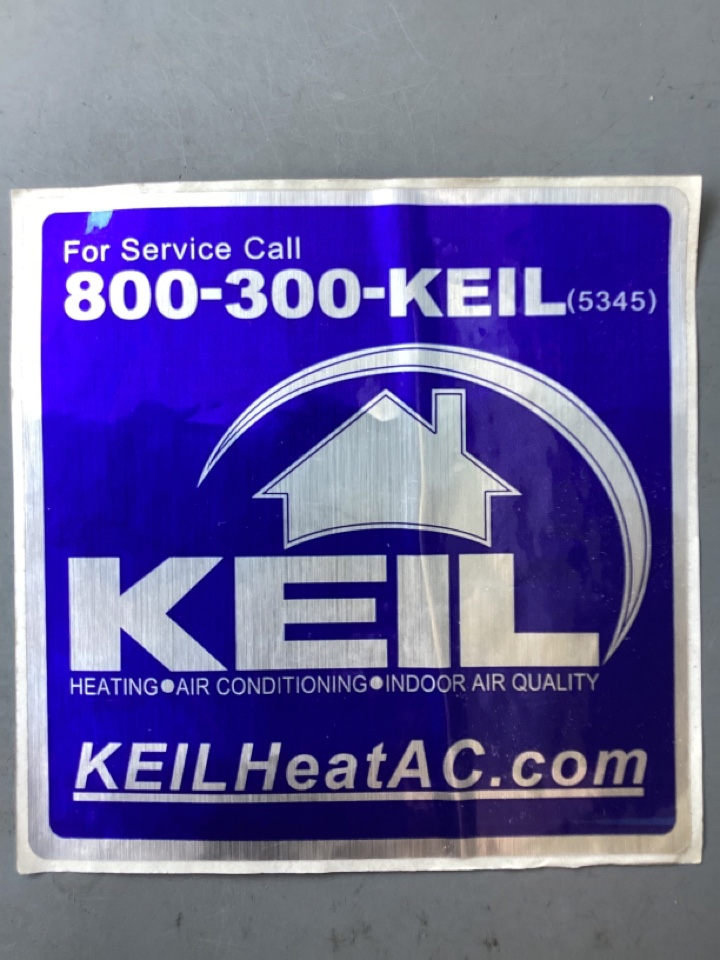 For Service Call
800-300-KEIL(5345)
KEIL
HEATING●AIR CONDITIONING●INDOOR AIR QUALITY
KEILHeatAC.com